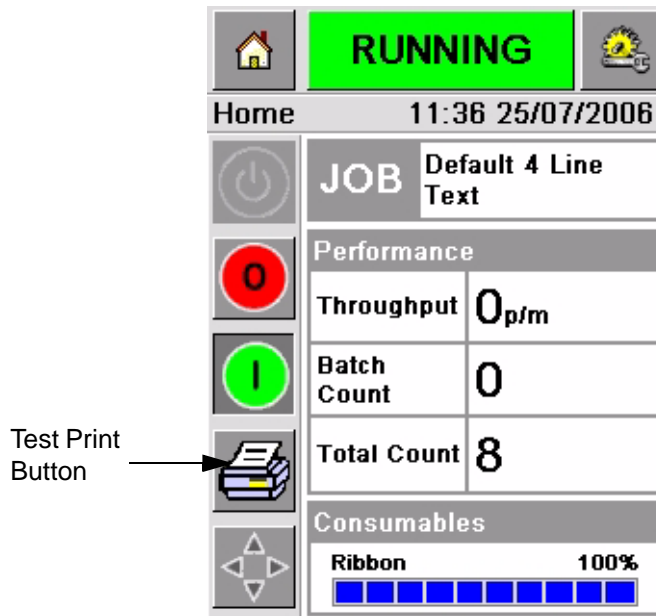 RUNNING
Home 11:36 25/07/2006
JOB
Default 4 Line
Text
Performance
O
Throughput 0p/m
I
Batch
Count
0
Test Print
Button
Total Count 8
Consumables
Ribbon 100%